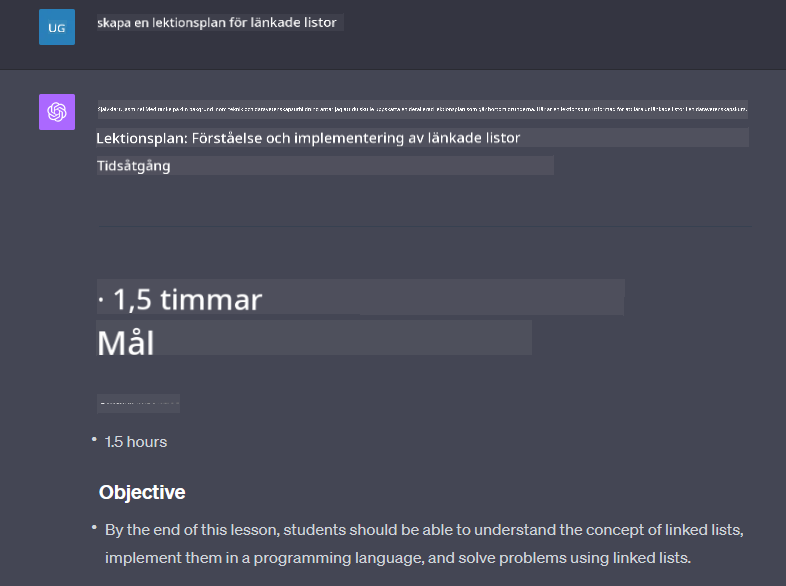 UG
skapa en lektionsplan för länkade listor
Lektionsplan: Förståelse och implementering av länkade listor
Tidsåtgång
· 1,5 timmar
Mål
• 1.5 hours
Objective
• By the end of this lesson, students should be able to understand the concept of linked lists,
implement them in a programming language, and solve problems using linked lists.